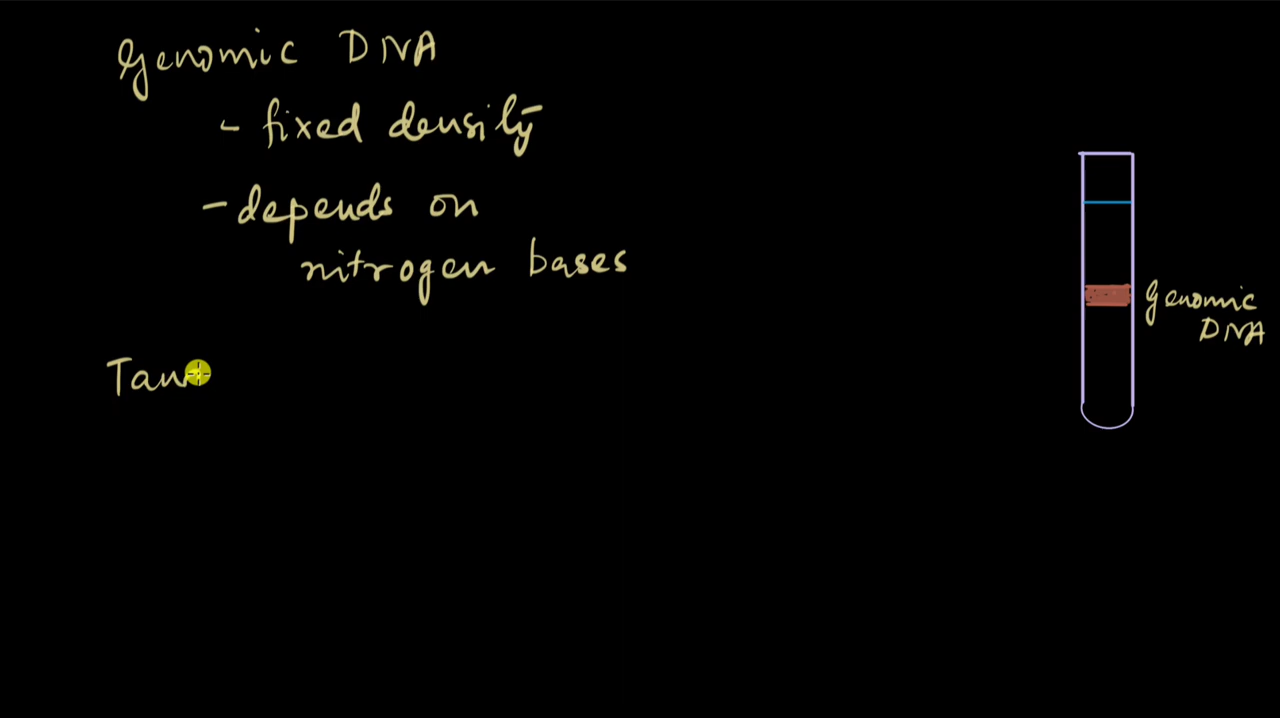 Genomic DNA
- fixed density
- depends on
nitrogen bases
Genomic
DNA
Tan